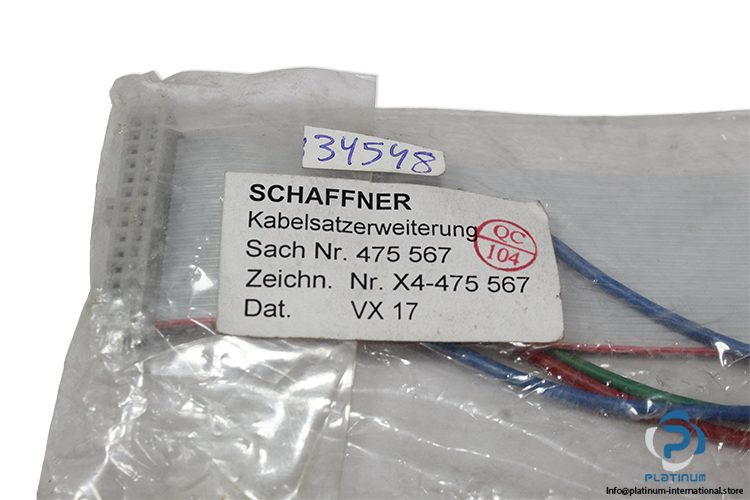 34548
SCHAFFNER
Kabelsatzerweiterung
QC
104
Sach Nr. 475 567
Zeichn. Nr. X4-475 567
Dat. VX 17
PLATINUM
Info@platinum-international.store